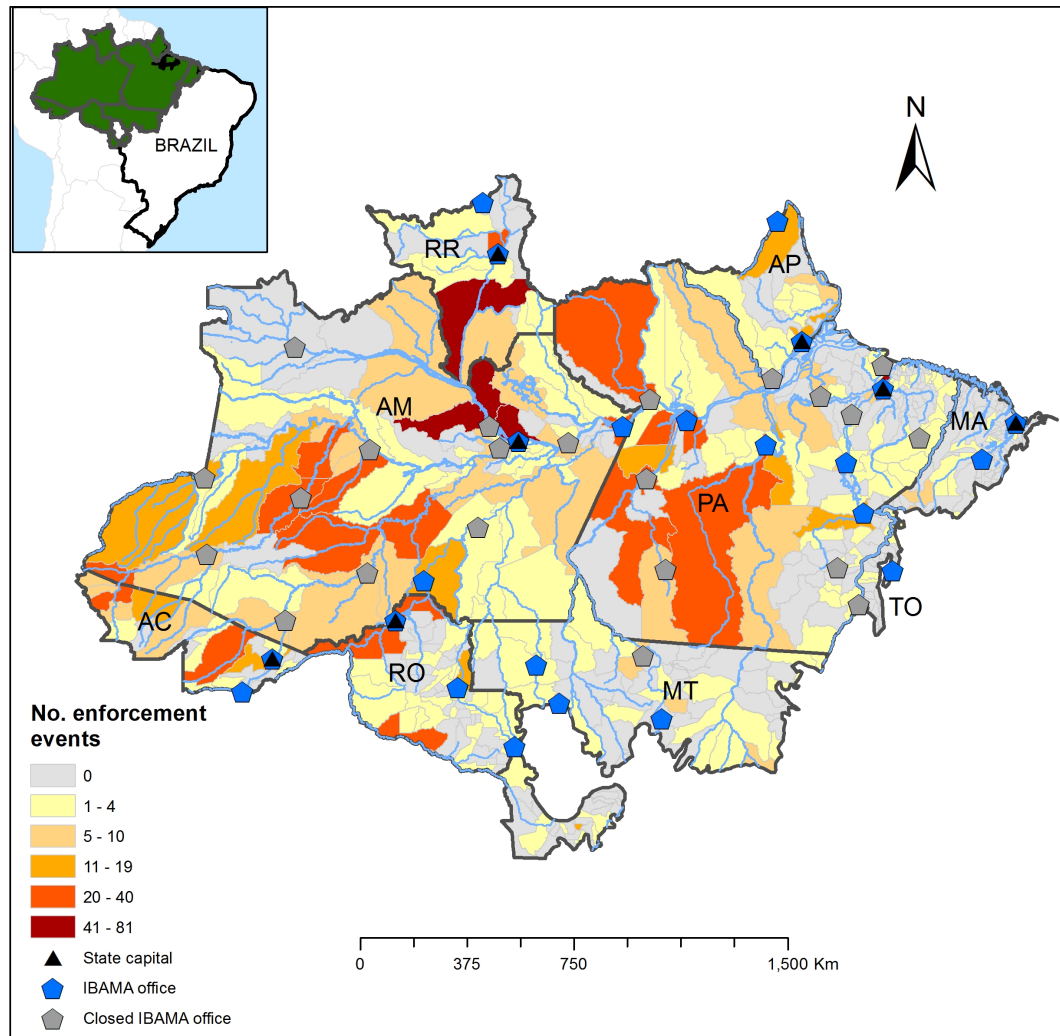 BRAZIL
N
RR
AP
AM
MA
PA
AC
TO
RO
MT
No. enforcement
events
0
1 - 4
5 - 10
11 - 19
20 - 40
41 - 81
State capital
IBAMA office
Closed IBAMA office
0 375 750 1,500 Km